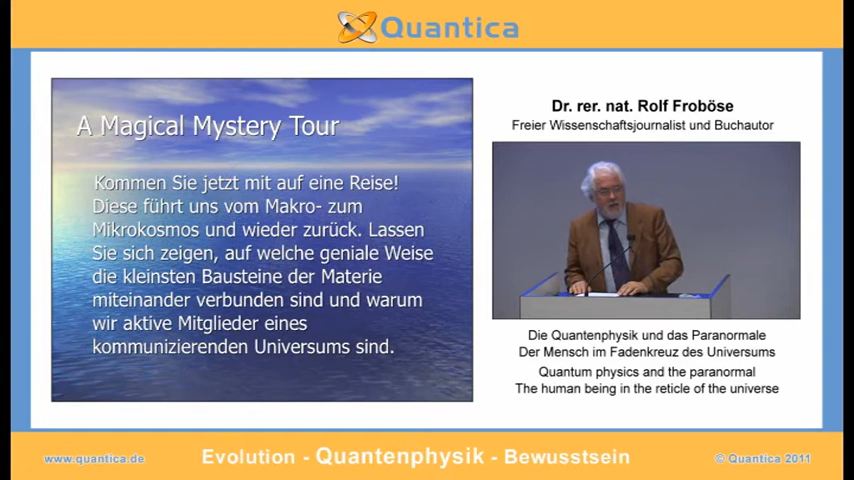 Quantica
A Magical Mystery Tour
Kommen Sie jetzt mit auf eine Reise!
Diese führt uns vom Makro- zum
Mikrokosmos und wieder zurück. Lassen
Sie sich zeigen, auf welche geniale Weise
die kleinsten Bausteine der Materie
miteinander verbunden sind und warum
wir aktive Mitglieder eines
kommunizierenden Universums sind.
Dr. rer. nat. Rolf Froböse
Freier Wissenschaftsjournalist und Buchautor
Die Quantenphysik und das Paranormale
Der Mensch im Fadenkreuz des Universums
Quantum physics and the paranormal
The human being in the reticle of the universe
www.quantica.de
Evolution - Quantenphysik - Bewusstsein
© Quantica 2011